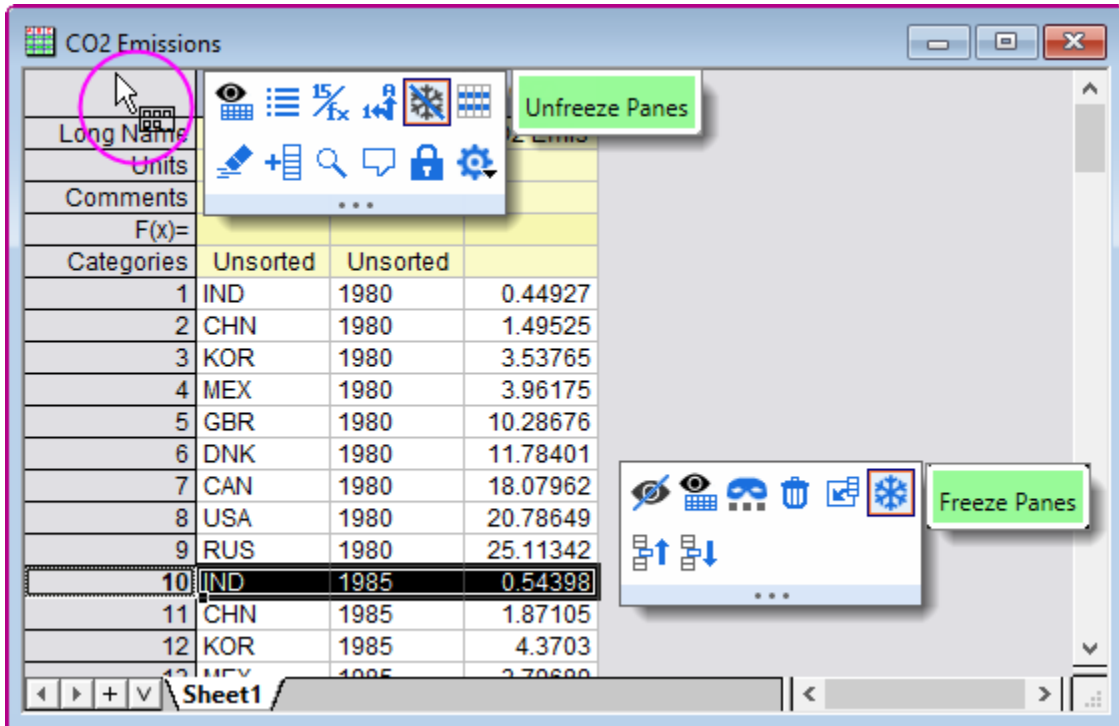 CO2 Emissions
Unfreeze Panes
Long Name
Units
Comments
F(x)=
Categories Unsorted Unsorted
1 IND 1980 0.44927
2 CHN 1980 1.49525
3 KOR 1980 3.53765
4 MEX 1980 3.96175
5 GBR 1980 10.28676
6 DNK 1980 11.78401
7 CAN 1980 18.07962
8 USA 1980 20.78649
9 RUS 1980 25.11342
Freeze Panes
10 IND 1985 0.54398
11 CHN 1985 1.87105
12 KOR 1985 4.3703
Sheet1